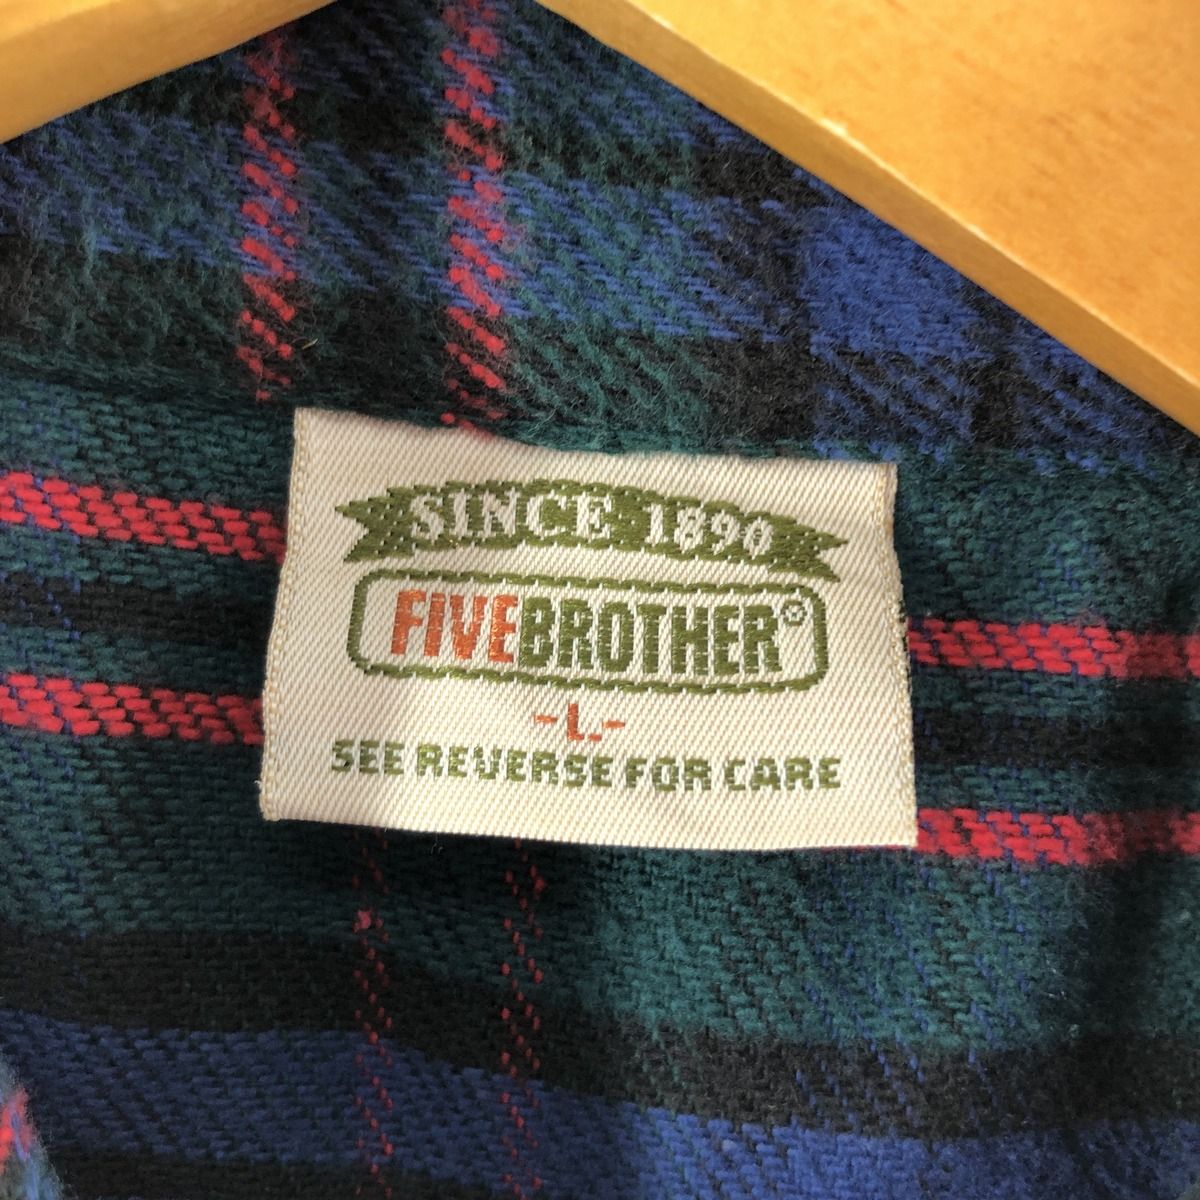 SINCE 1890
FiVEBROTHER®
-L-
SEE REVERSE FOR CARE